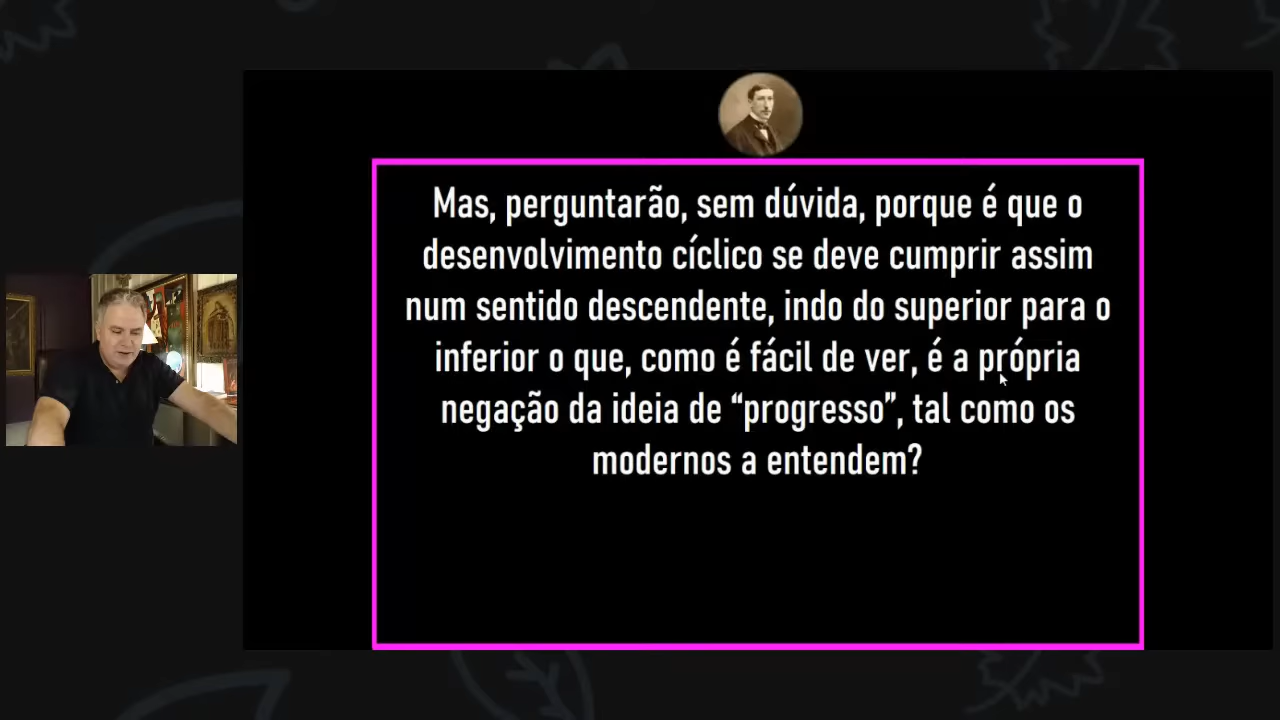 Mas, perguntarão, sem dúvida, porque é que o
desenvolvimento cíclico se deve cumprir assim
num sentido descendente, indo do superior para o
inferior o que, como é fácil de ver, é a própria
negação da ideia de “progresso”, tal como os
modernos a entendem?